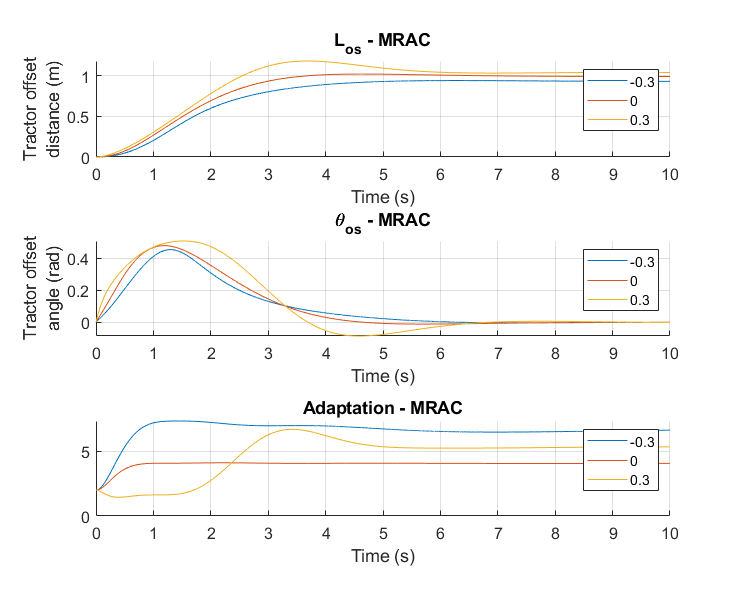 L_os - MRAC
Tractor offset
distance (m)
1
0.5
0
-0.3
0
0.3
0 1 2 3 4 5 6 7 8 9 10
Time (s)
θ_os - MRAC
Tractor offset
angle (rad)
0.4
0.2
0
-0.3
0
0.3
0 1 2 3 4 5 6 7 8 9 10
Time (s)
Adaptation - MRAC
5
0
-0.3
0
0.3
0 1 2 3 4 5 6 7 8 9 10
Time (s)